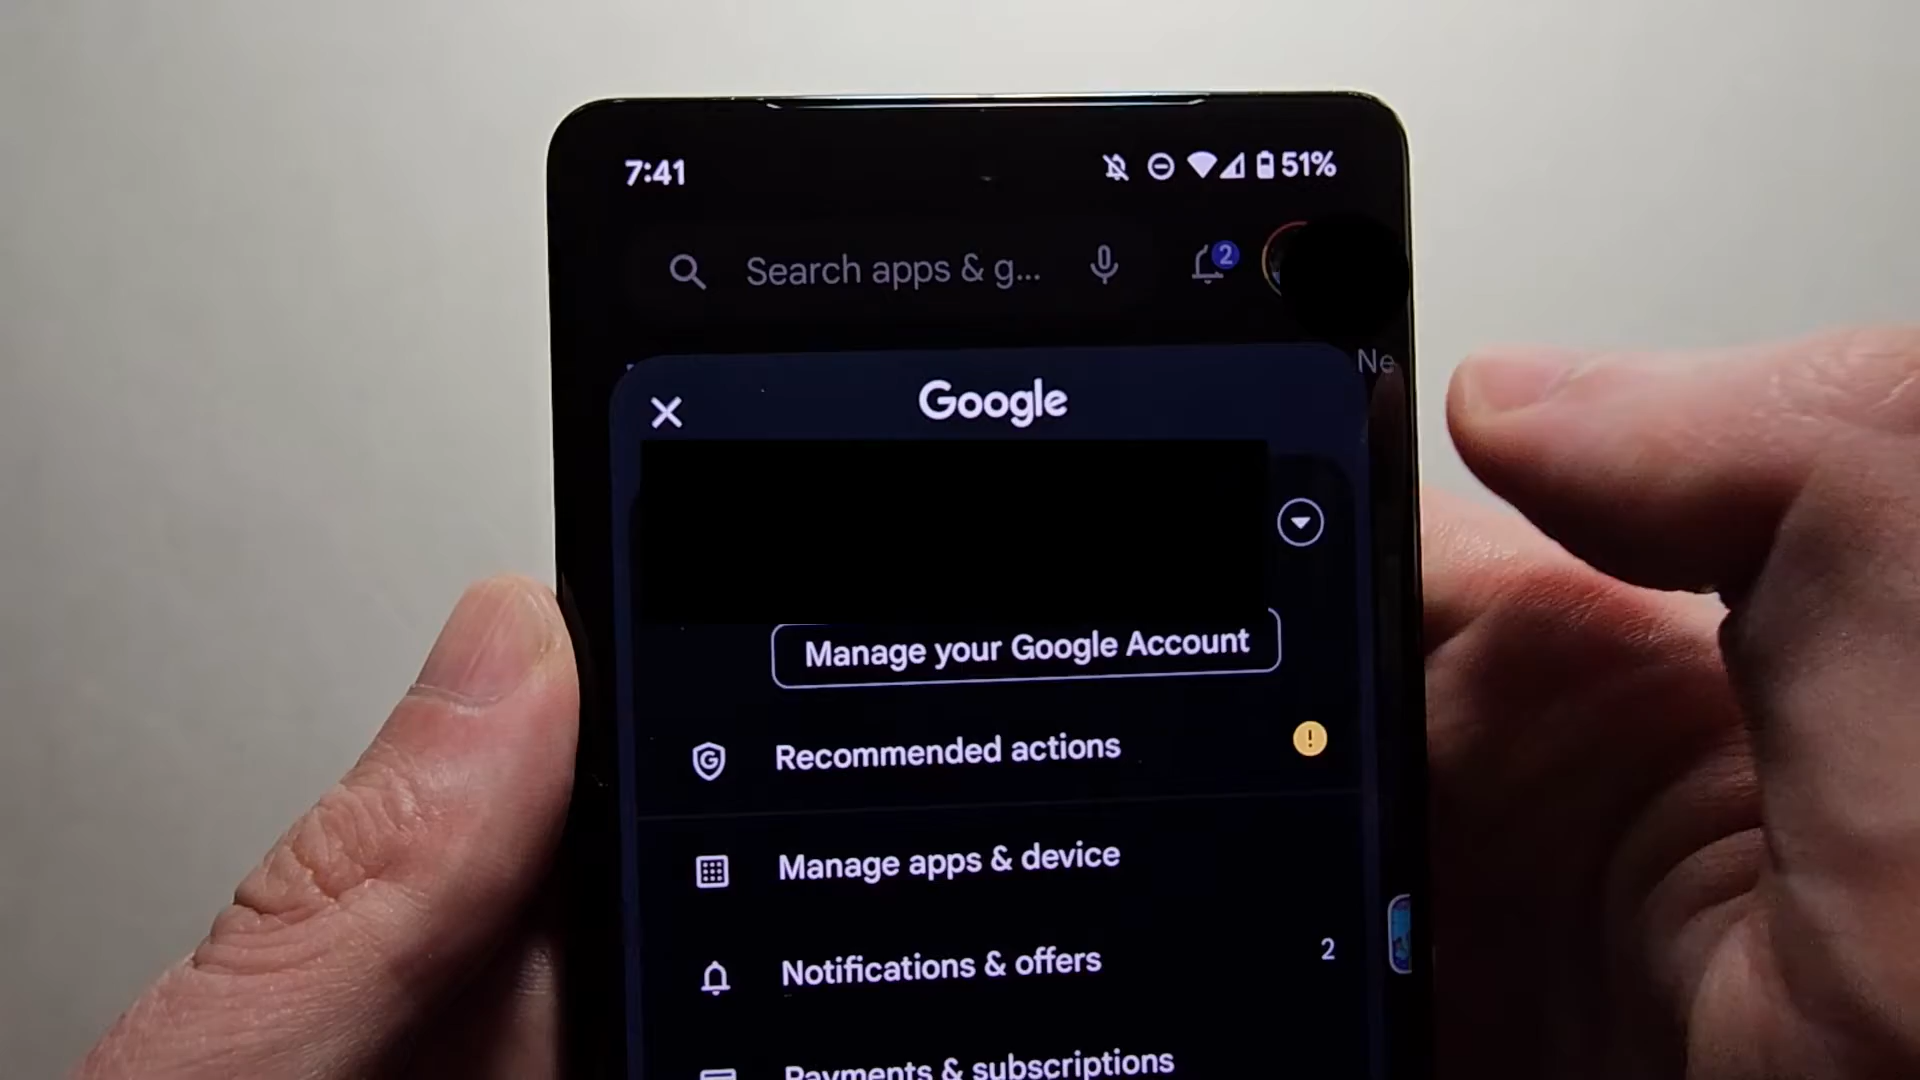 7:41 51%
Search apps & g... 2
Ne
Google
Manage your Google Account
Recommended actions
Manage apps & device
Notifications & offers 2
Payments & subscriptions